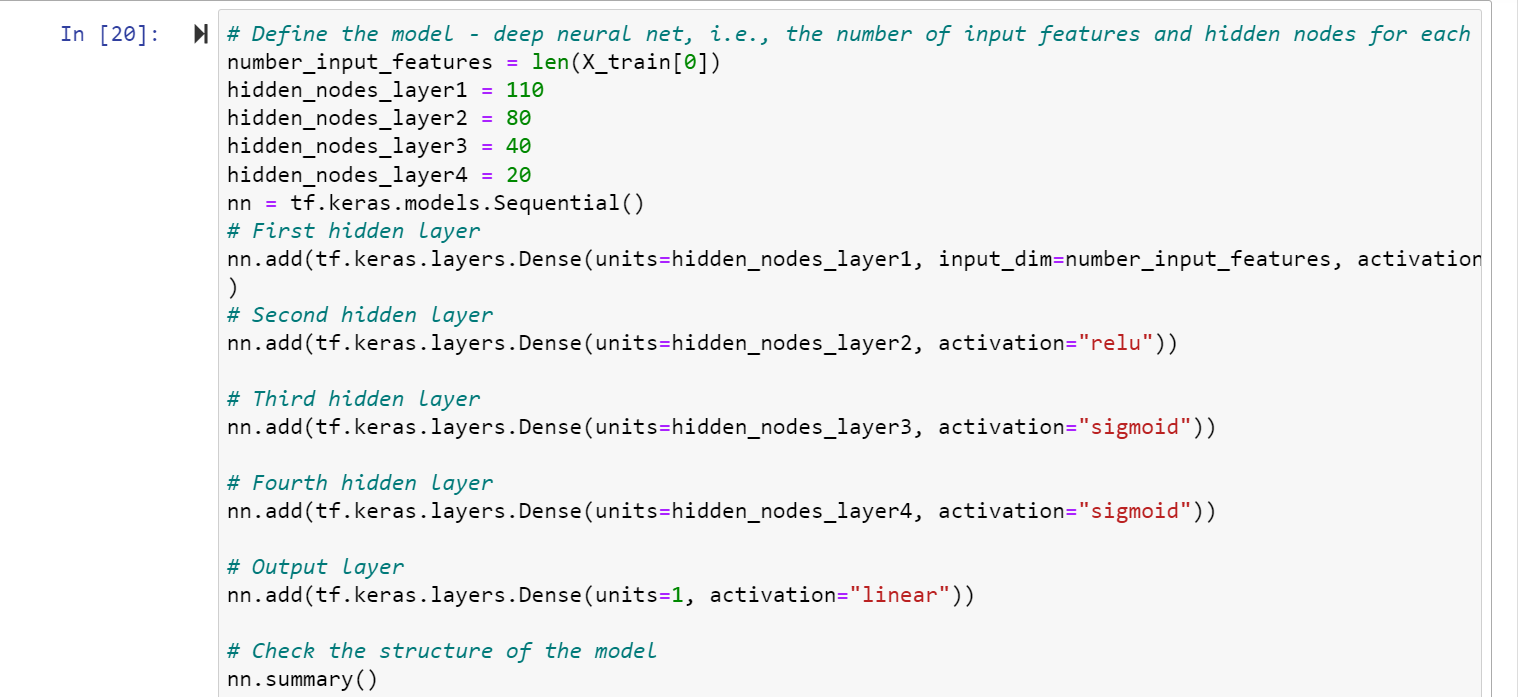 In [20]:
# Define the model - deep neural net, i.e., the number of input features and hidden nodes for each
number_input_features = len(X_train[0])
hidden_nodes_layer1 = 110
hidden_nodes_layer2 = 80
hidden_nodes_layer3 = 40
hidden_nodes_layer4 = 20
nn = tf.keras.models.Sequential()
# First hidden layer
nn.add(tf.keras.layers.Dense(units=hidden_nodes_layer1, input_dim=number_input_features, activation
)
# Second hidden layer
nn.add(tf.keras.layers.Dense(units=hidden_nodes_layer2, activation="relu"))
# Third hidden layer
nn.add(tf.keras.layers.Dense(units=hidden_nodes_layer3, activation="sigmoid"))
# Fourth hidden layer
nn.add(tf.keras.layers.Dense(units=hidden_nodes_layer4, activation="sigmoid"))
# Output layer
nn.add(tf.keras.layers.Dense(units=1, activation="linear"))
# Check the structure of the model
nn.summary()